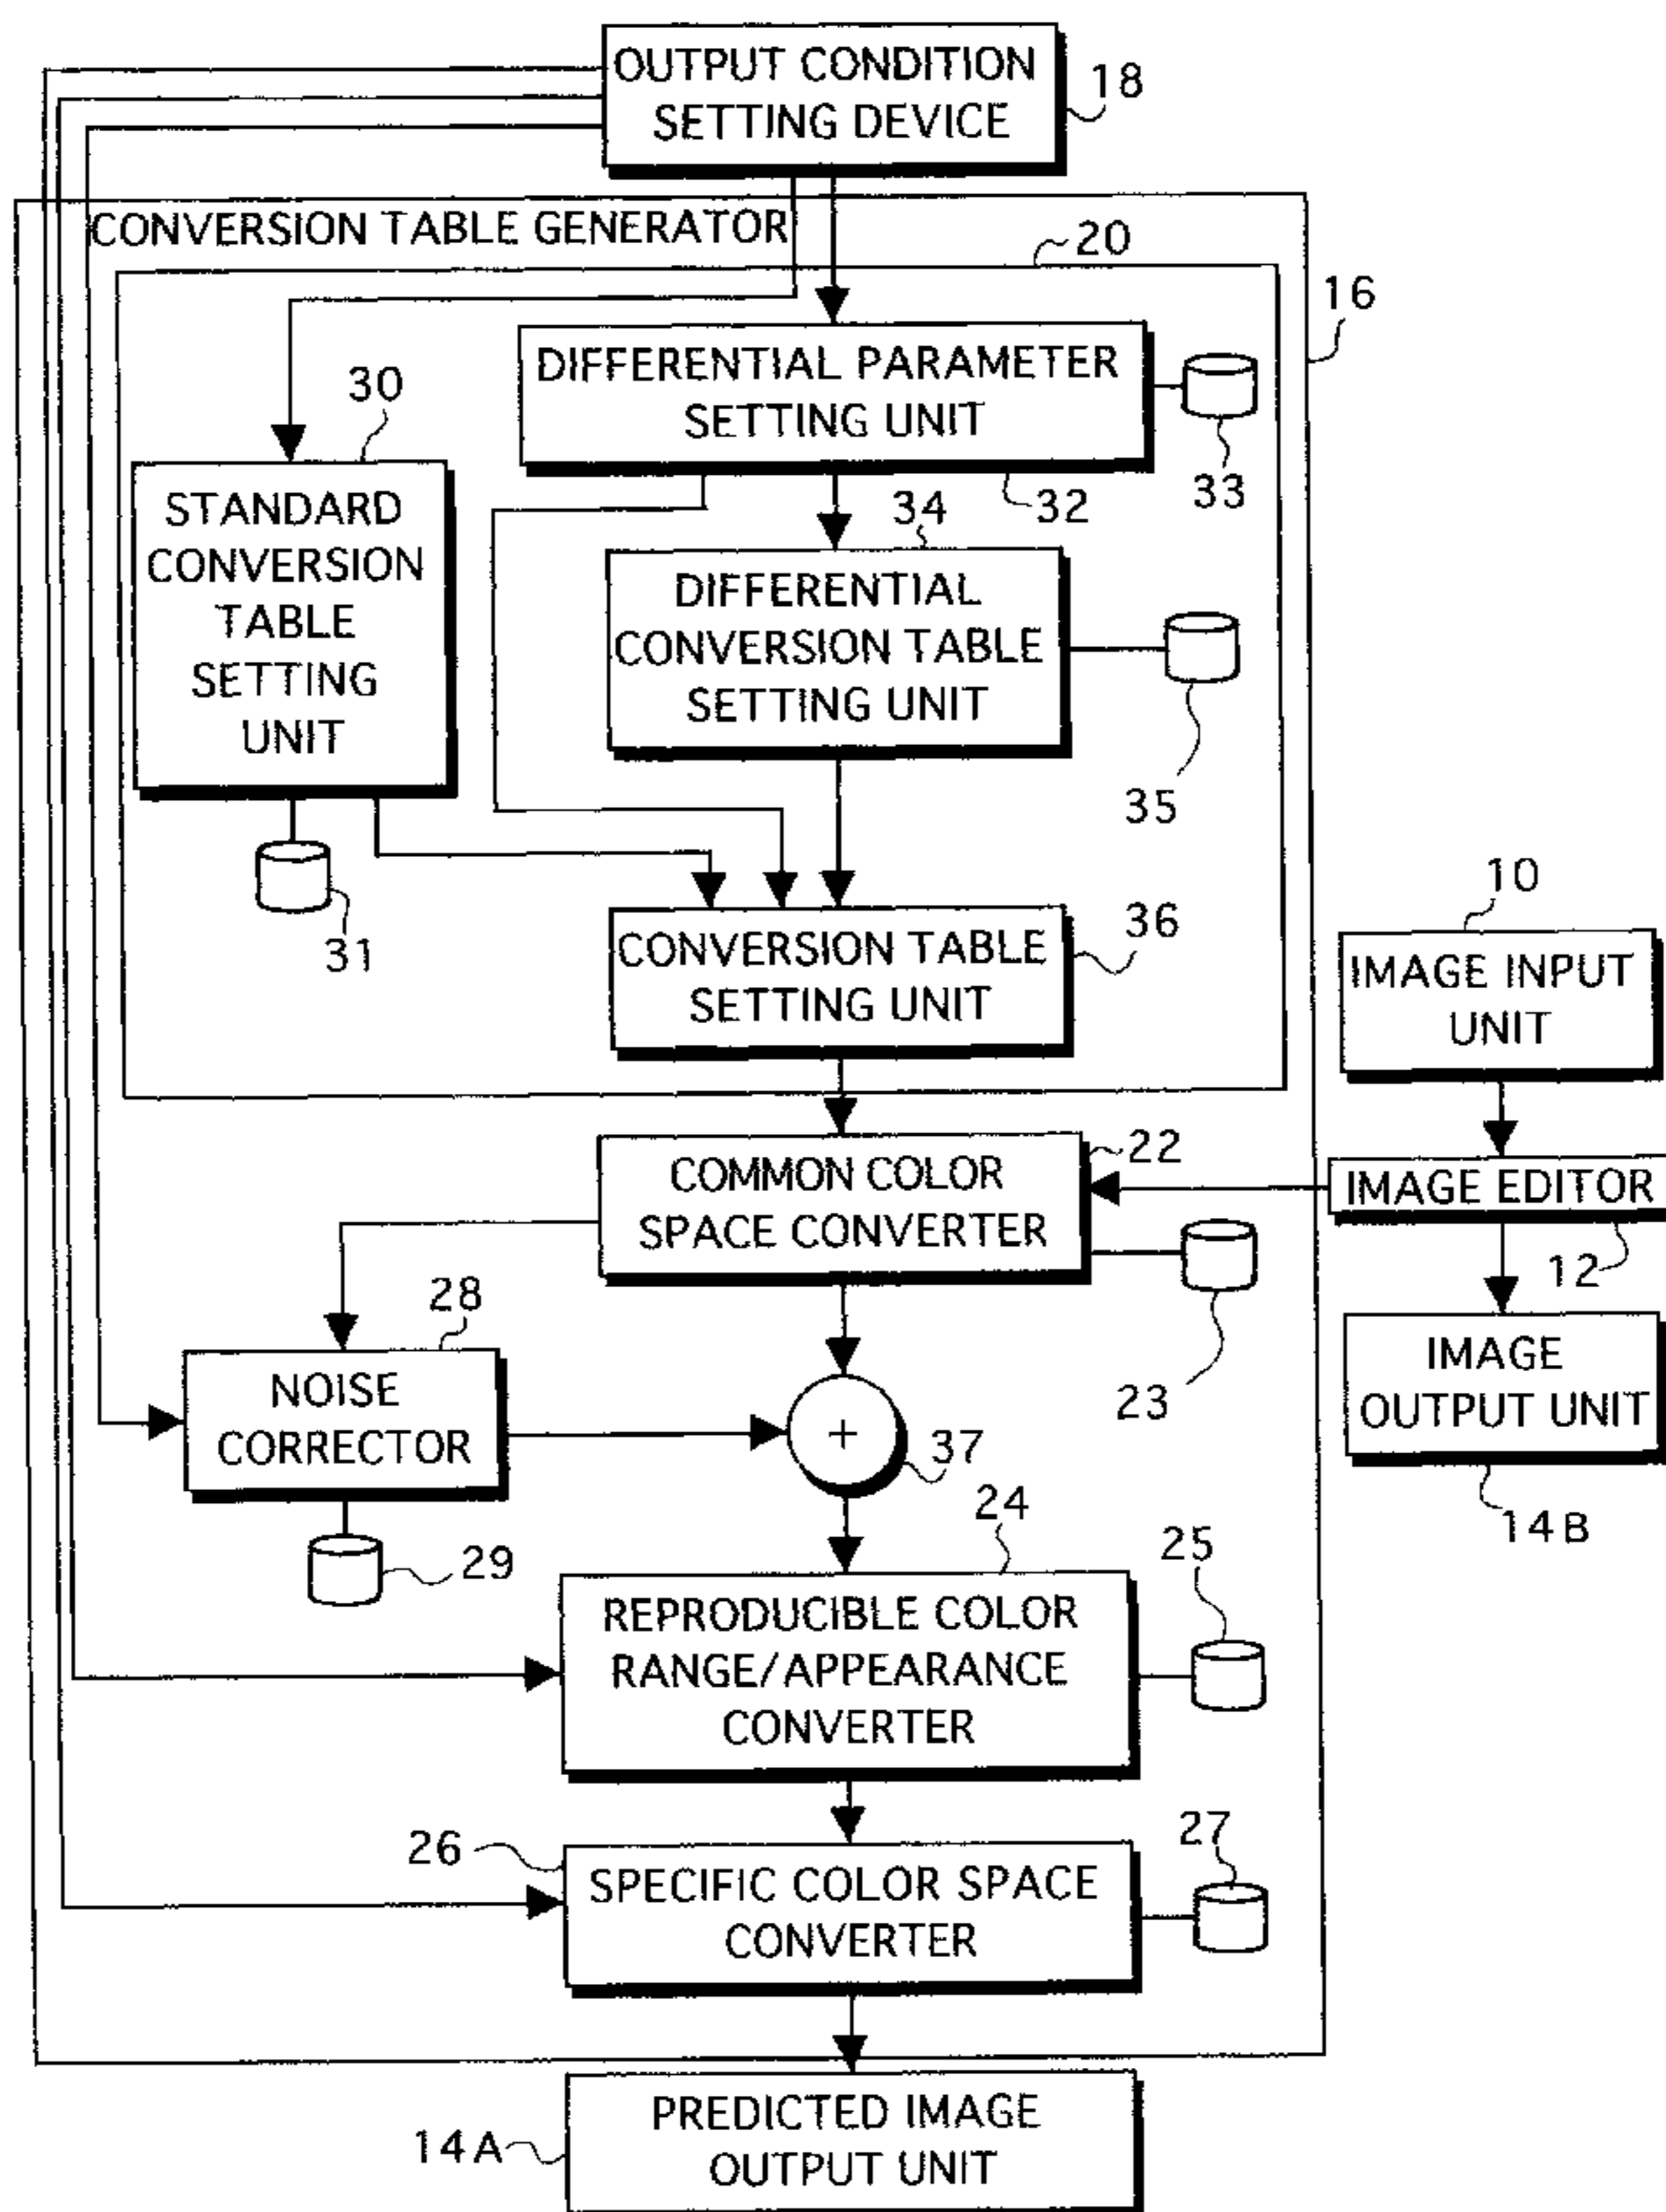 OUTPUT CONDITION
SETTING DEVICE
18
CONVERSION TABLE GENERATOR
20
16
DIFFERENTIAL PARAMETER
SETTING UNIT
33
30
32
STANDARD
CONVERSION
TABLE
SETTING
UNIT
34
DIFFERENTIAL
CONVERSION TABLE
SETTING UNIT
35
31
CONVERSION TABLE
SETTING UNIT
36
10
IMAGE INPUT
UNIT
COMMON COLOR
SPACE CONVERTER
22
IMAGE EDITOR
12
23
28
NOISE
CORRECTOR
+
37
IMAGE
OUTPUT UNIT
14B
29
24
REPRODUCIBLE COLOR
RANGE/APPEARANCE
CONVERTER
25
26
SPECIFIC COLOR SPACE
CONVERTER
27
14A
PREDICTED IMAGE
OUTPUT UNIT